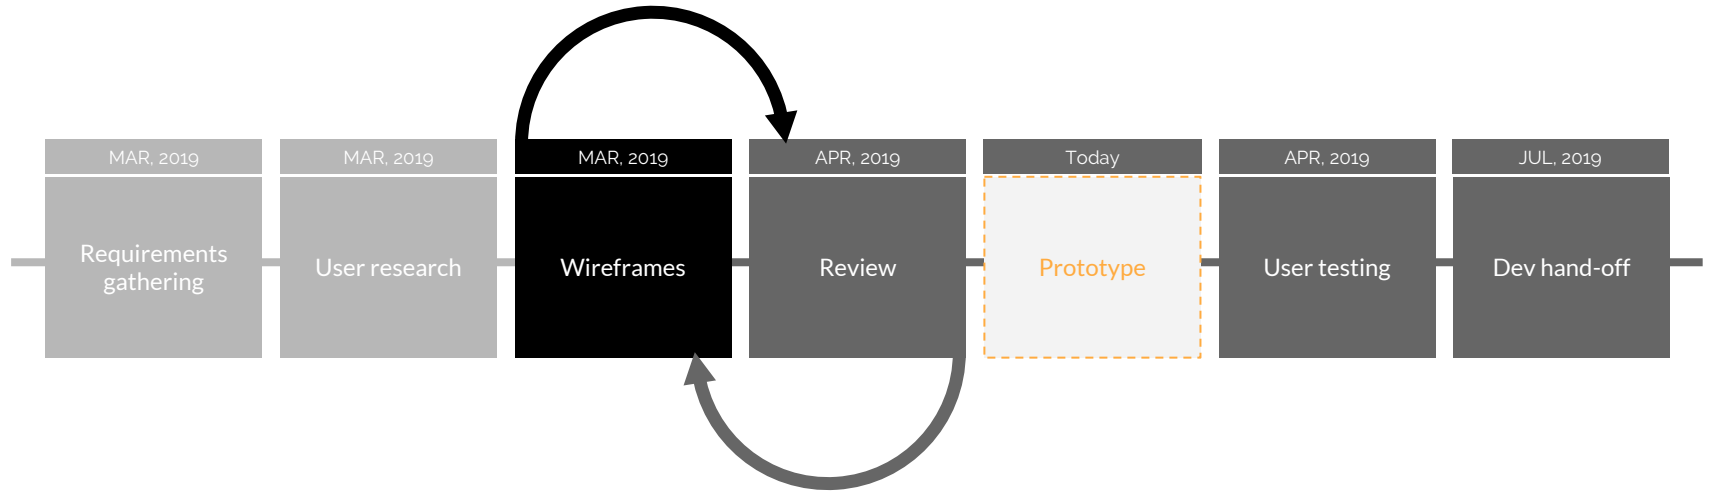 MAR, 2019
MAR, 2019
MAR, 2019
APR, 2019
Today
APR, 2019
JUL, 2019
Requirements
gathering
User research
Wireframes
Review
Prototype
User testing
Dev hand-off